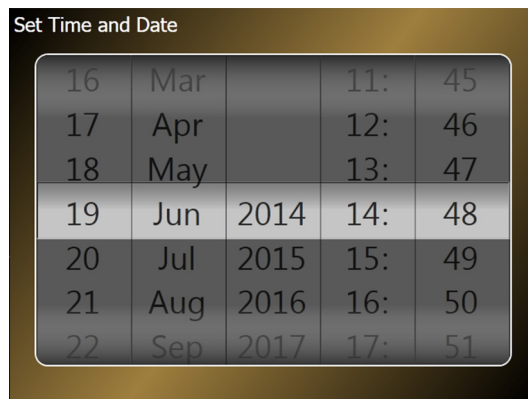 Set Time and Date
16 Mar 11: 45
17 Apr 12: 46
18 May 13: 47
19 Jun 2014 14: 48
20 Jul 2015 15: 49
21 Aug 2016 16: 50
22 Sep 2017 17: 51